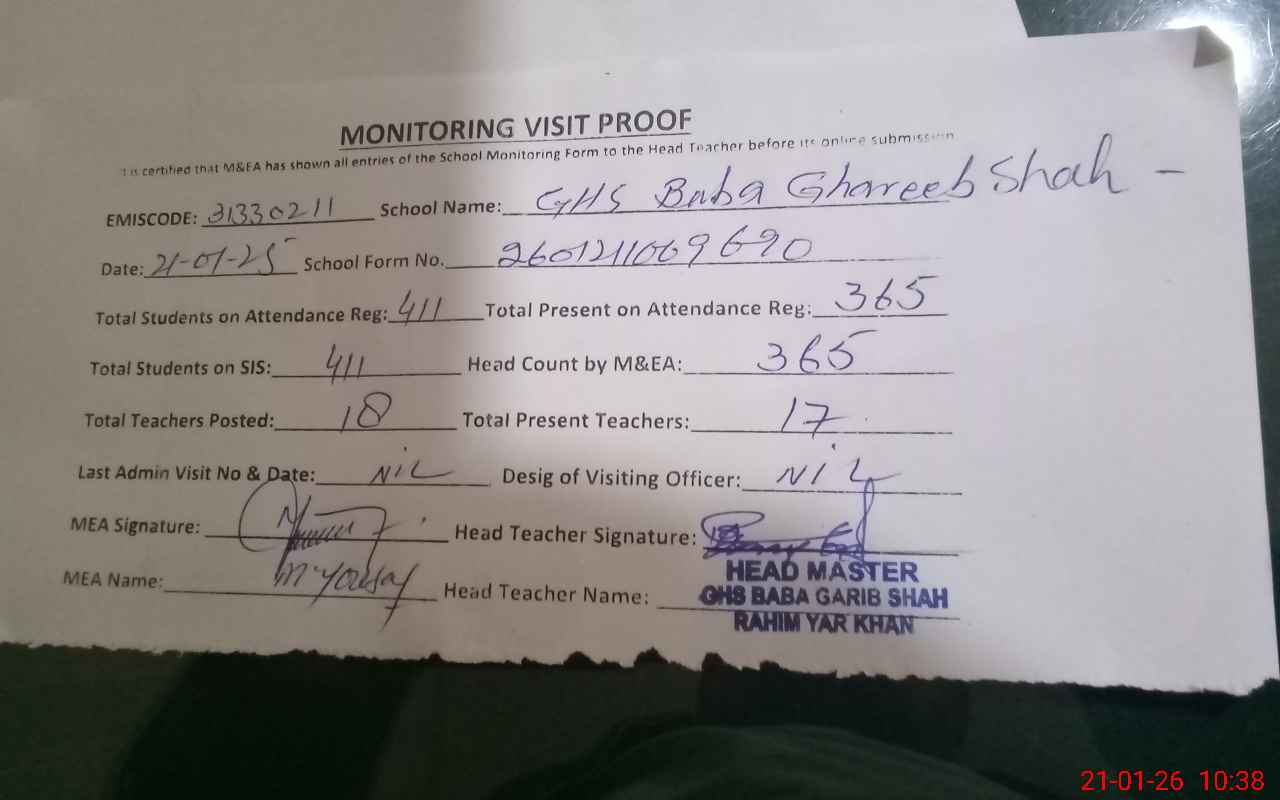 MONITORING VISIT PROOF
It is certified that M&EA has shown all entries of the School Monitoring Form to the Head Teacher before its online submission
EMISCODE: 31330211 School Name: GHS Baba Ghareeb Shah -
Date: 21-01-25 School Form No. 2601211009690
Total Students on Attendance Reg: 411 Total Present on Attendance Reg: 365
Total Students on SIS: 411 Head Count by M&EA: 365
Total Teachers Posted: 18 Total Present Teachers: 17
Last Admin Visit No & Date: NIL Desig of Visiting Officer: NIL
MEA Signature: Head Teacher Signature:
MEA Name: M Yousaf Head Teacher Name:
HEAD MASTER
GHS BABA GARIB SHAH
RAHIM YAR KHAN
21-01-26 10:38